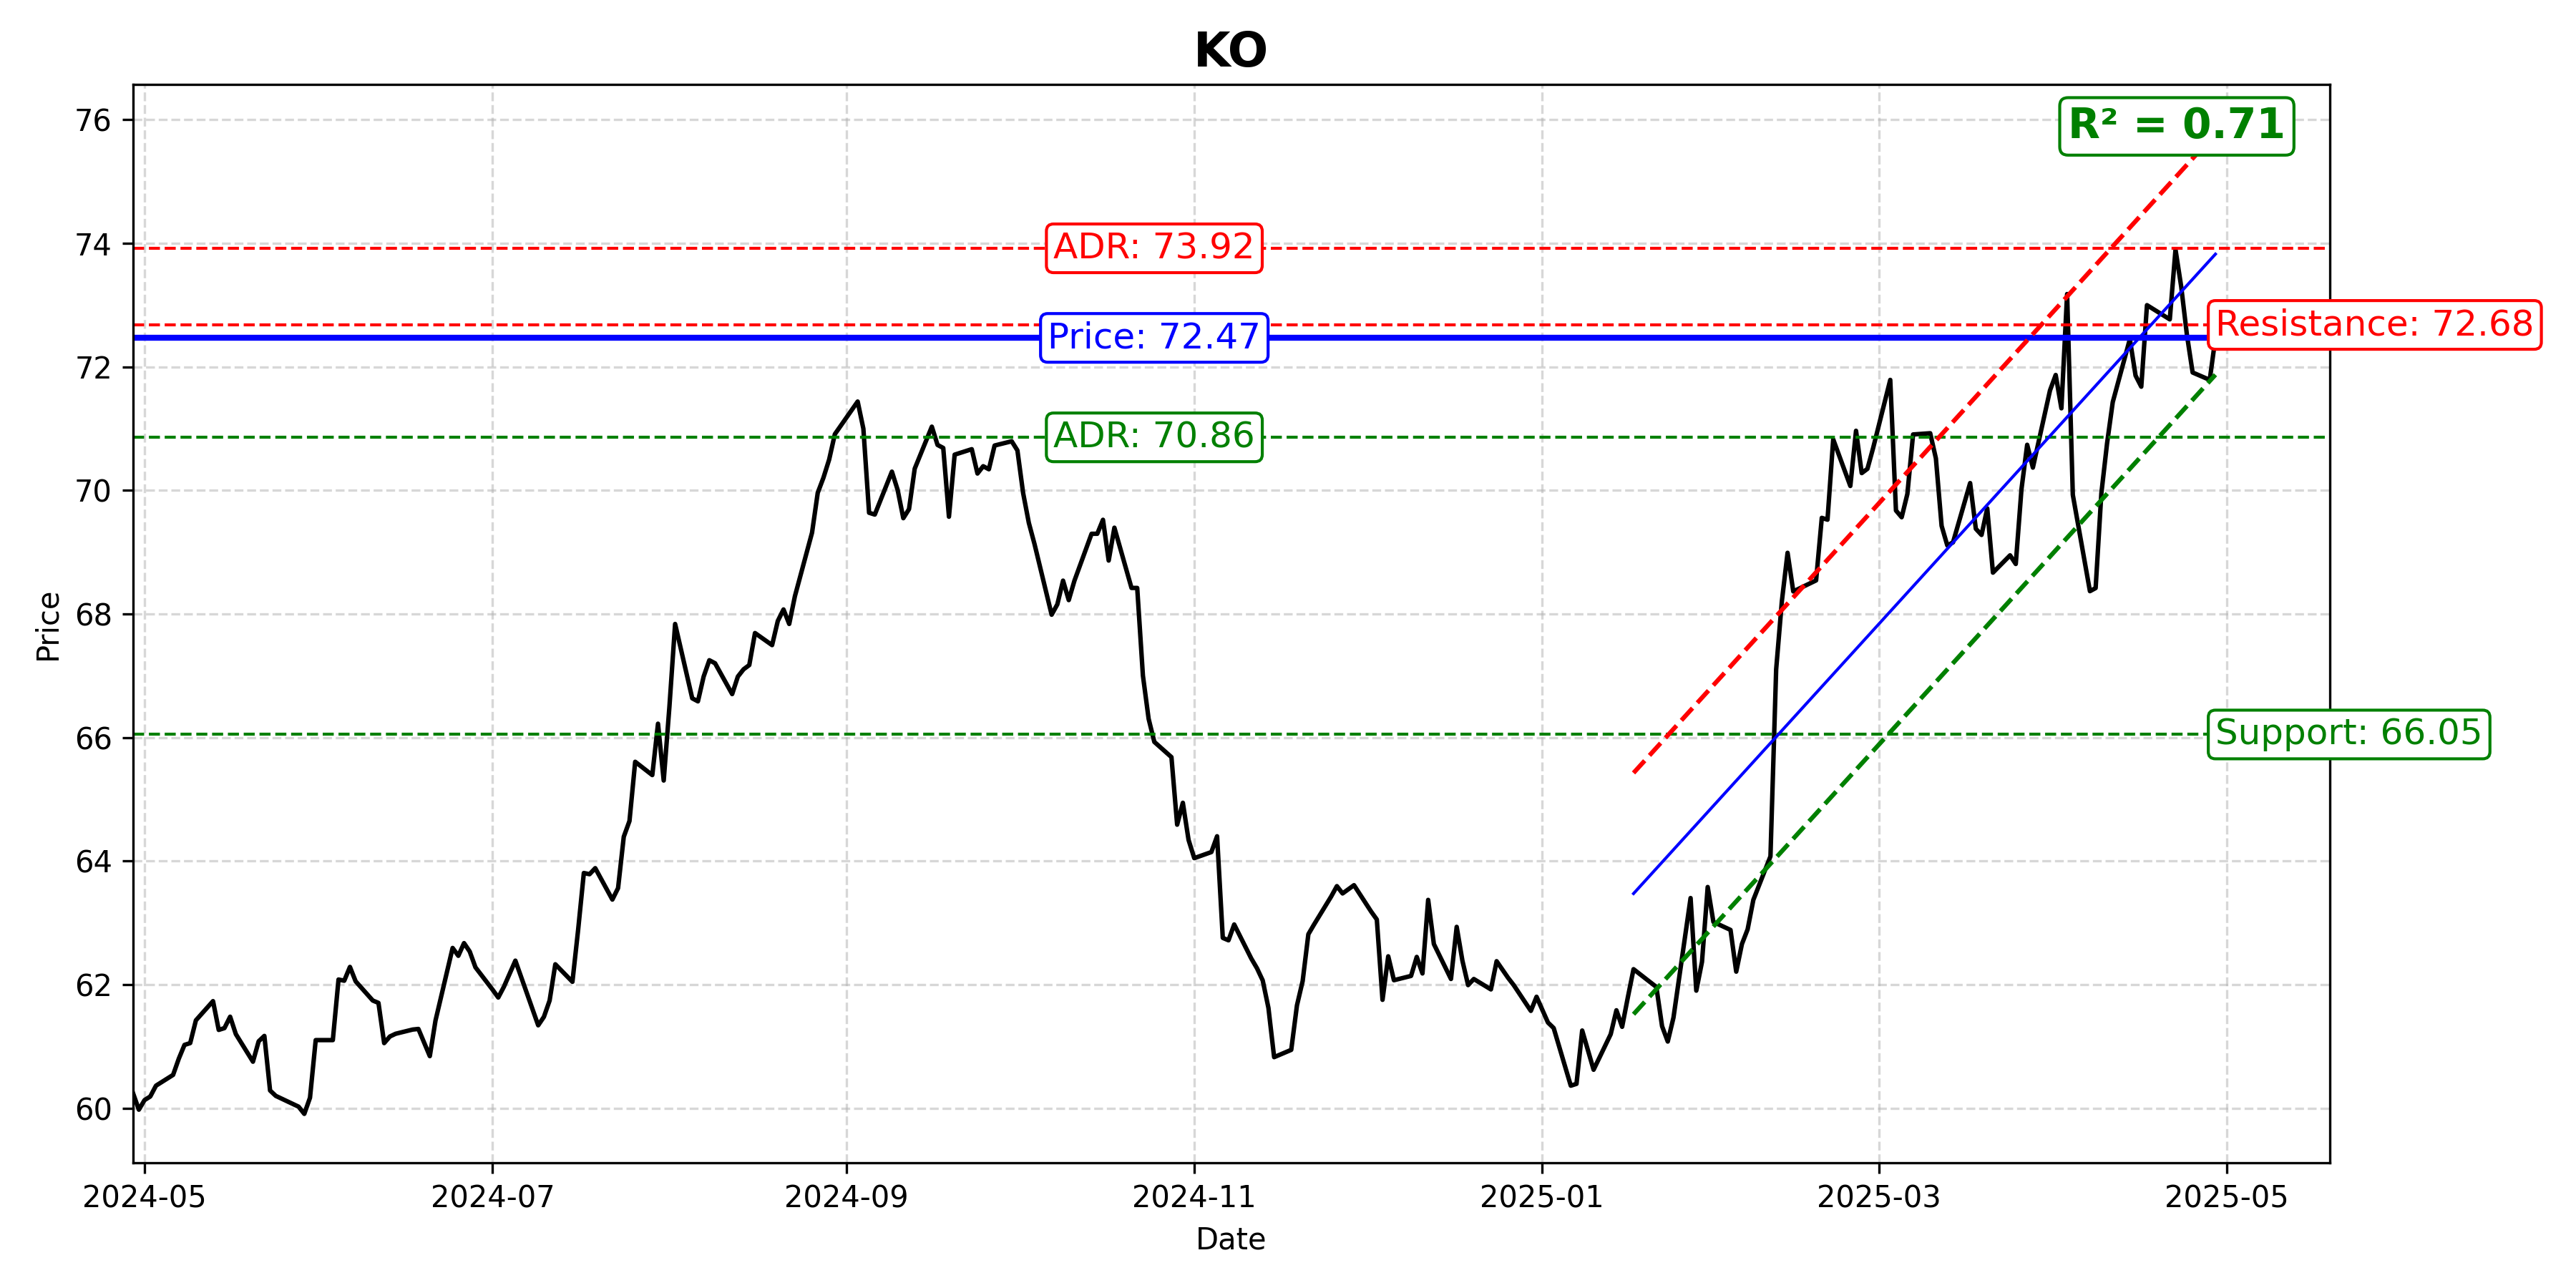 KO
R² = 0.71
ADR: 73.92
Resistance: 72.68
Price: 72.47
ADR: 70.86
Support: 66.05
76
74
72
70
68
66
64
62
60
Price
2024-05
2024-07
2024-09
2024-11
2025-01
2025-03
2025-05
Date